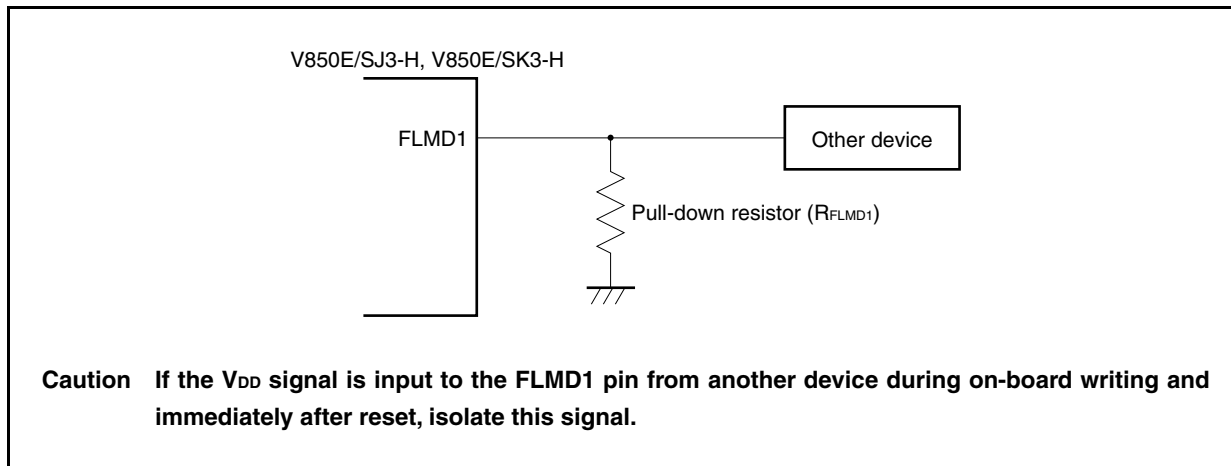 V850E/SJ3-H, V850E/SK3-H
FLMD1
Other device
Pull-down resistor (RFLMD1)
Caution If the VDD signal is input to the FLMD1 pin from another device during on-board writing and
immediately after reset, isolate this signal.